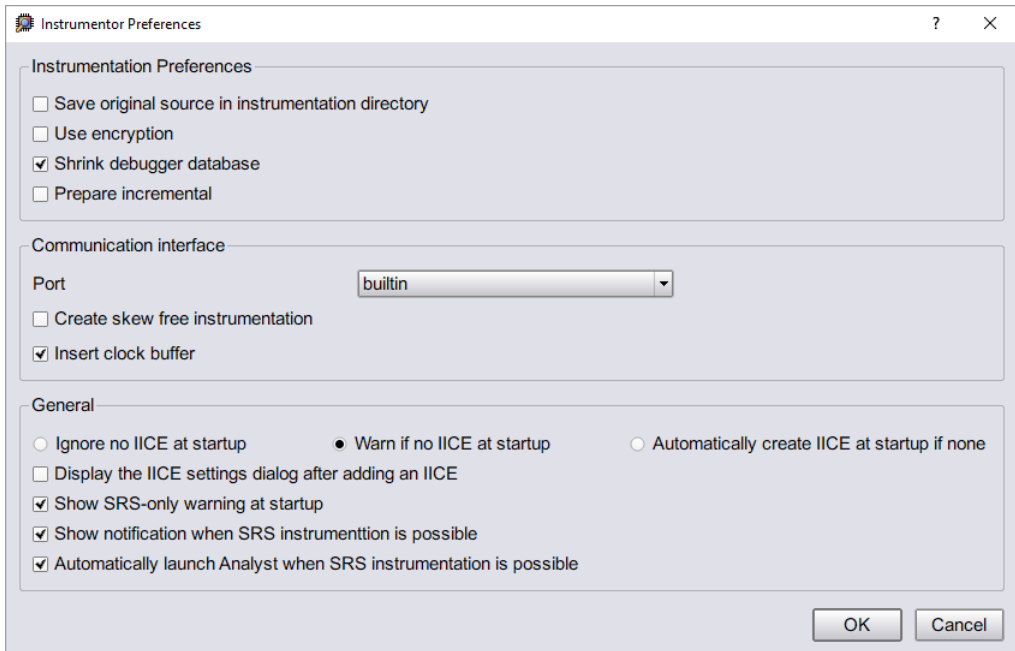 Instrumentor Preferences ?
Instrumentation Preferences
Save original source in instrumentation directory
Use encryption
Shrink debugger database
Prepare incremental
Communication interface
Port builtin
Create skew free instrumentation
Insert clock buffer
General
Ignore no IICE at startup Warn if no IICE at startup Automatically create IICE at startup if none
Display the IICE settings dialog after adding an IICE
Show SRS-only warning at startup
Show notification when SRS instrumenttion is possible
Automatically launch Analyst when SRS instrumentation is possible
OK Cancel